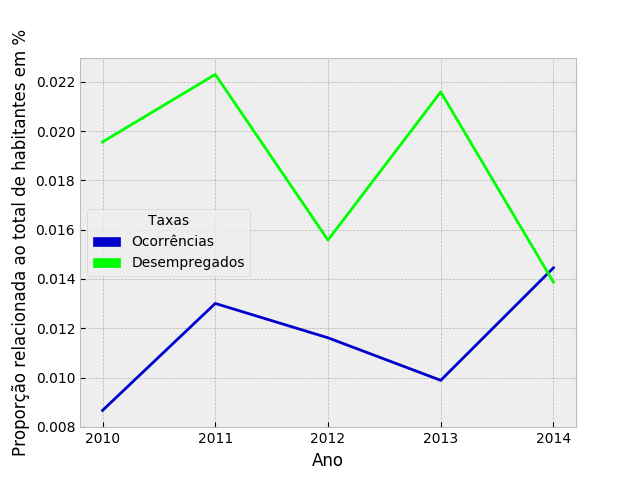 Proporção relacionada ao total de habitantes em %
0.022
0.020
0.018
0.016
0.014
0.012
0.010
0.008
Taxas
Ocorrências
Desempregados
2010 2011 2012 2013 2014
Ano